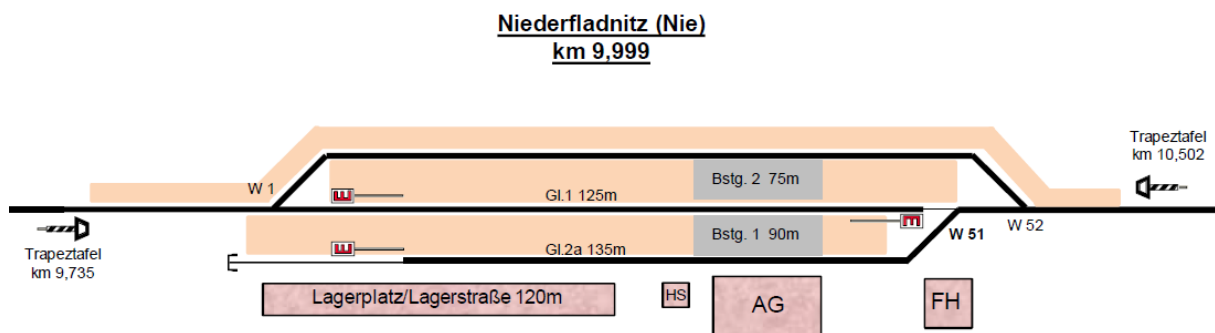 Niederfladnitz (Nie)
km 9,999
Trapeztafel
km 10,502
W 1
Bstg. 2 75m
Gl.1 125m
W 52
W 51
Bstg. 1 90m
Gl.2a 135m
Trapeztafel
km 9,735
Lagerplatz/Lagerstraße 120m
HS
AG
FH